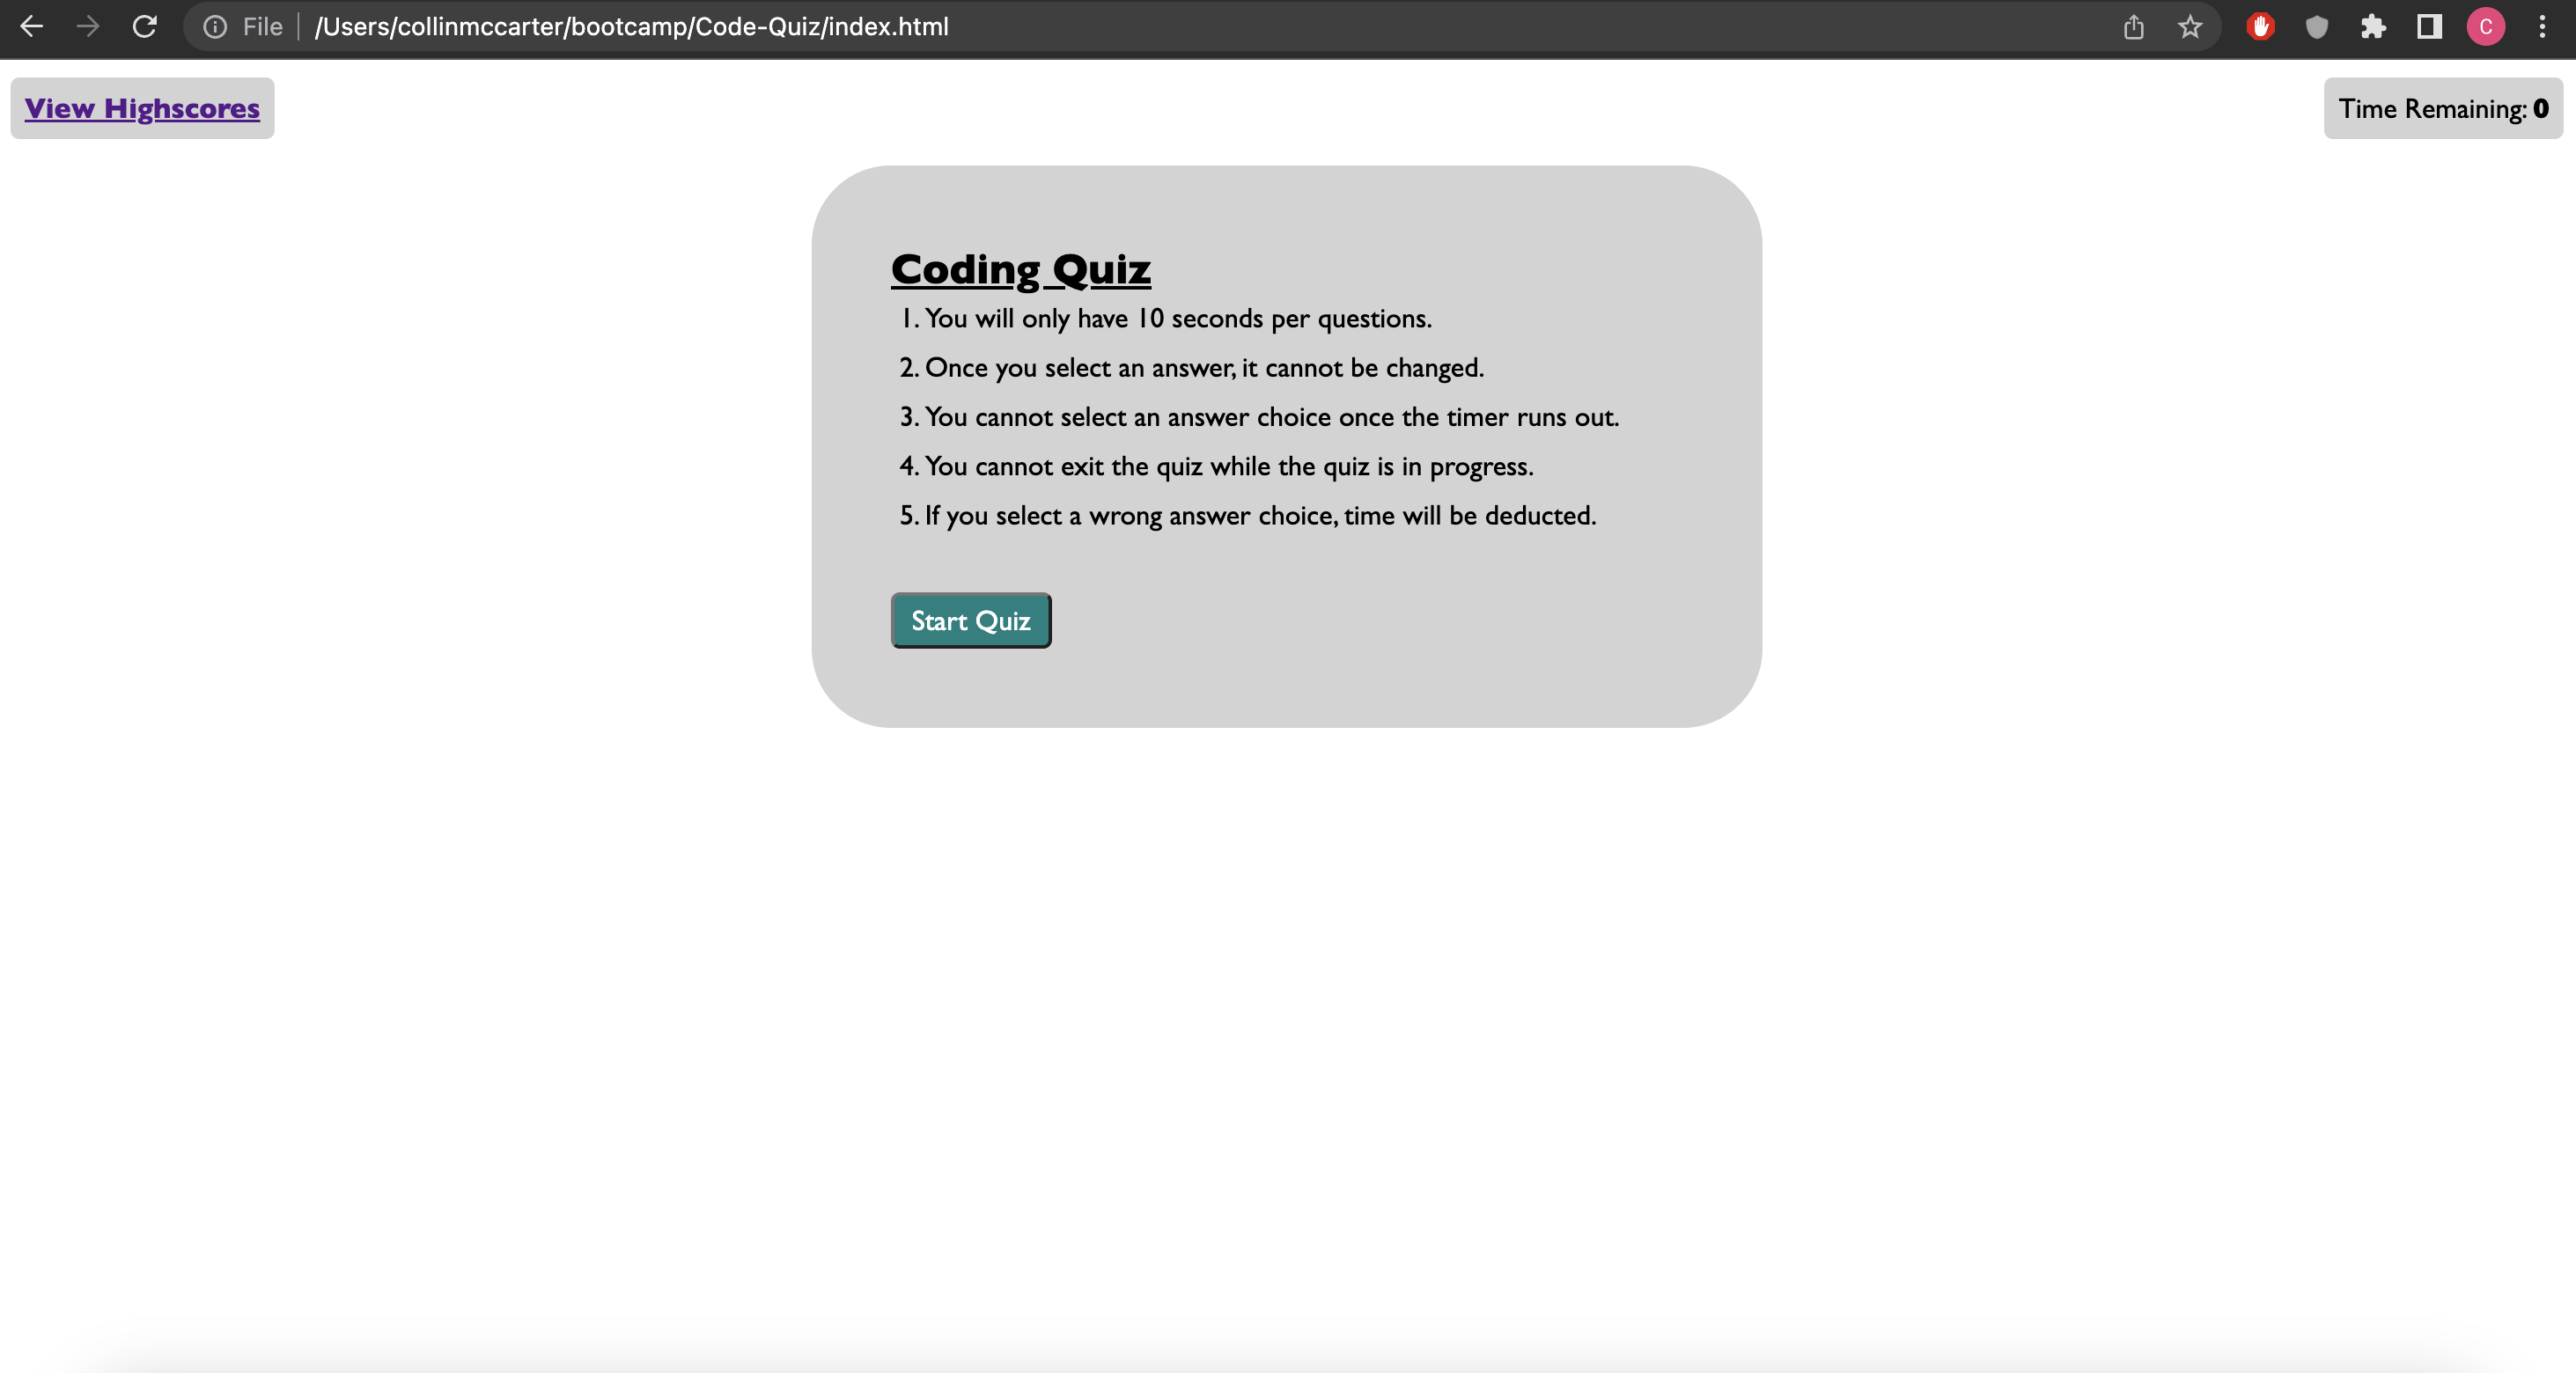 File /Users/collinmccarter/bootcamp/Code-Quiz/index.html C
View Highscores
Time Remaining: 0
Coding Quiz
1. You will only have 10 seconds per questions.
2. Once you select an answer, it cannot be changed.
3. You cannot select an answer choice once the timer runs out.
4. You cannot exit the quiz while the quiz is in progress.
5. If you select a wrong answer choice, time will be deducted.
Start Quiz